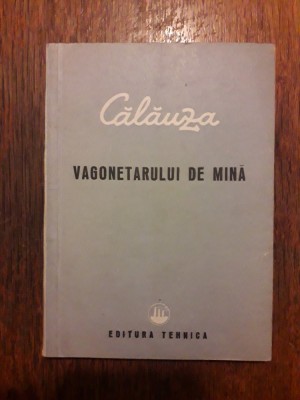 Călăuza
VAGONETARULUI DE MINĂ
EDITURA TEHNICA